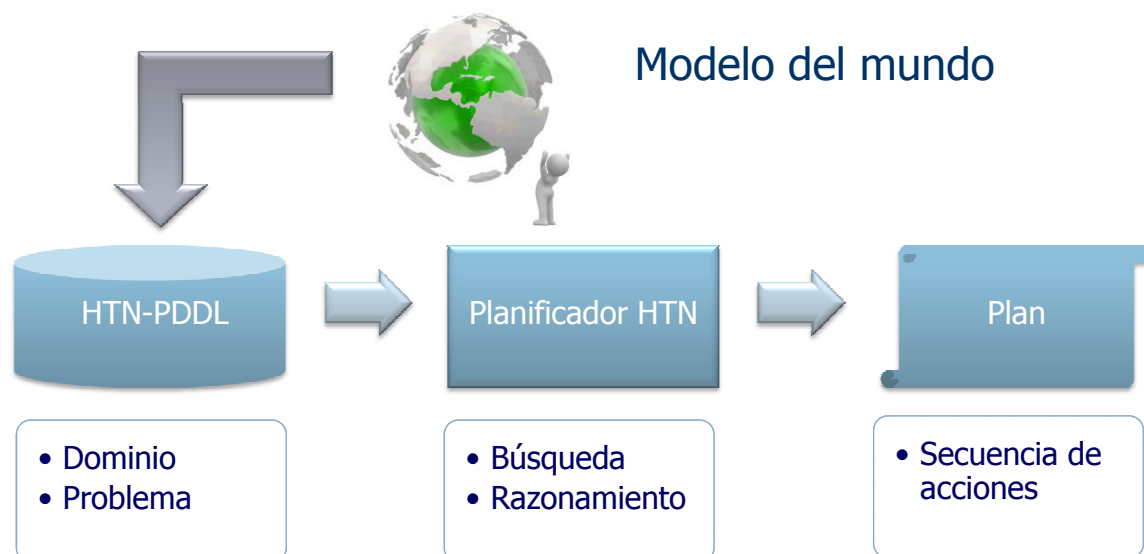 Modelo del mundo
HTN-PDDL
Planificador HTN
Plan
• Dominio
• Problema
• Búsqueda
• Razonamiento
• Secuencia de
acciones